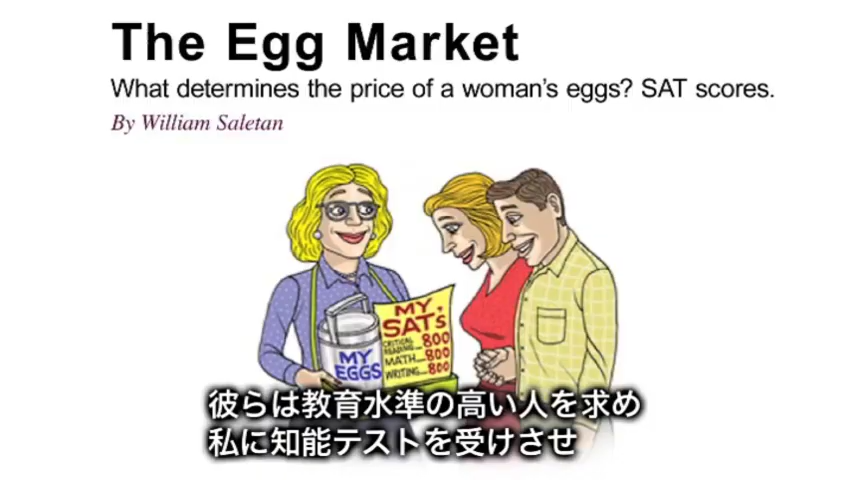 The Egg Market
What determines the price of a woman's eggs? SAT scores.
By William Saletan
MY
SAT's
CRITICAL
READING...800
MATH...800
WRITING...800
MY
EGGS
彼らは教育水準の高い人を求め
私に知能テストを受けさせ